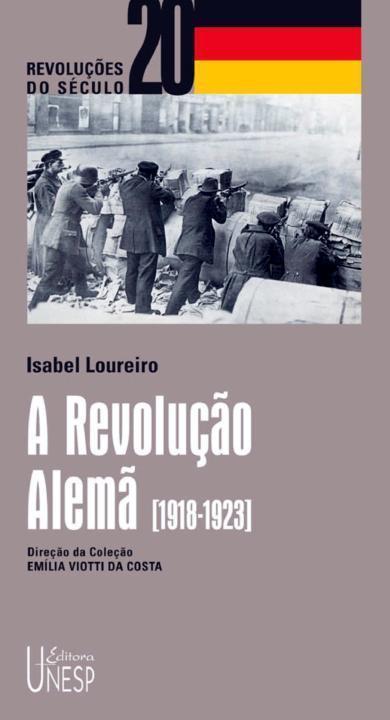 REVOLUÇÕES
DO SÉCULO 20
Isabel Loureiro
A Revolução
Alemã [1918-1923]
Direção da Coleção
EMÍLIA VIOTTI DA COSTA
Editora
UNESP